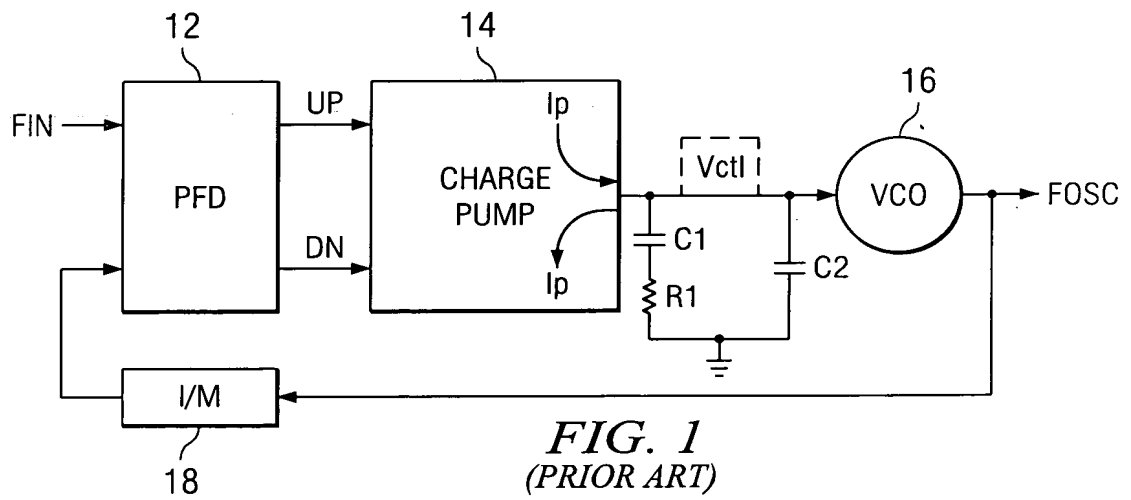 12
14
16
FIN
UP
Ip
PFD
CHARGE
PUMP
Vctl
VCO
FOSC
DN
Ip
C1
R1
C2
I/M
18
FIG. 1
(PRIOR ART)